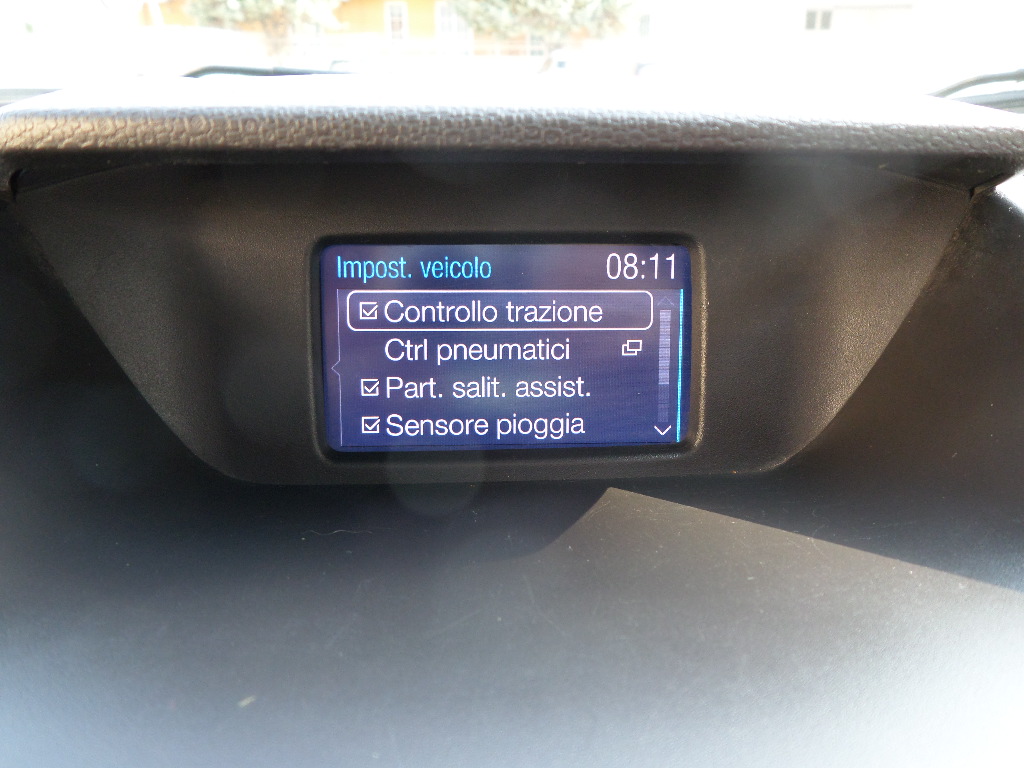 Impost. veicolo 08:11
Controllo trazione
Ctrl pneumatici
Part. salit. assist.
Sensore pioggia